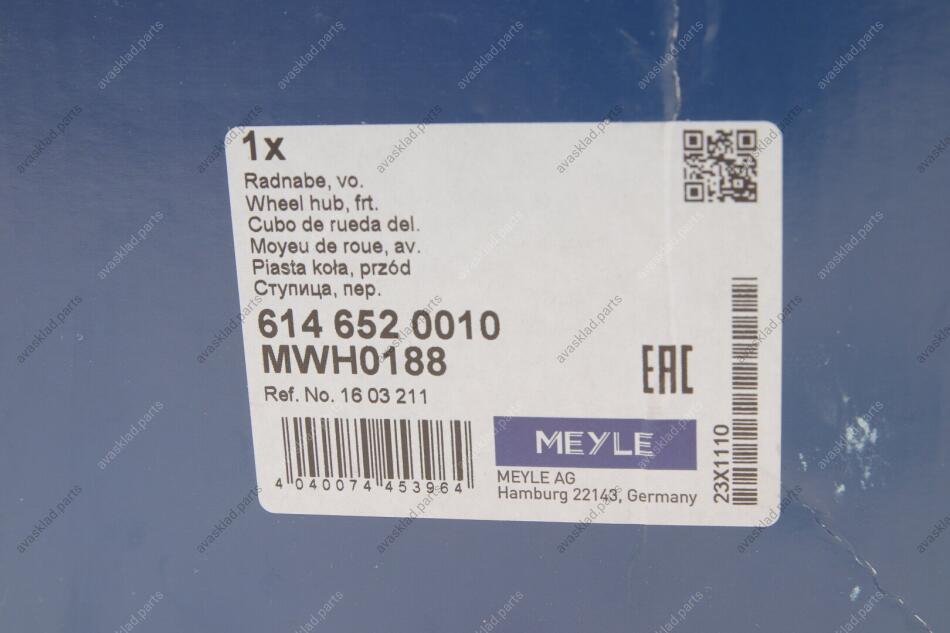 1x
Radnabe, vo.
Wheel hub, frt.
Cubo de rueda del.
Moyeu de roue, av.
Piasta koła, przód
Ступица, пер.
614 652 0010
MWH0188
Ref. No. 16 03 211
EAC
4 040074 453964
MEYLE
MEYLE AG
Hamburg 22143, Germany
23X1110
avasklad.parts